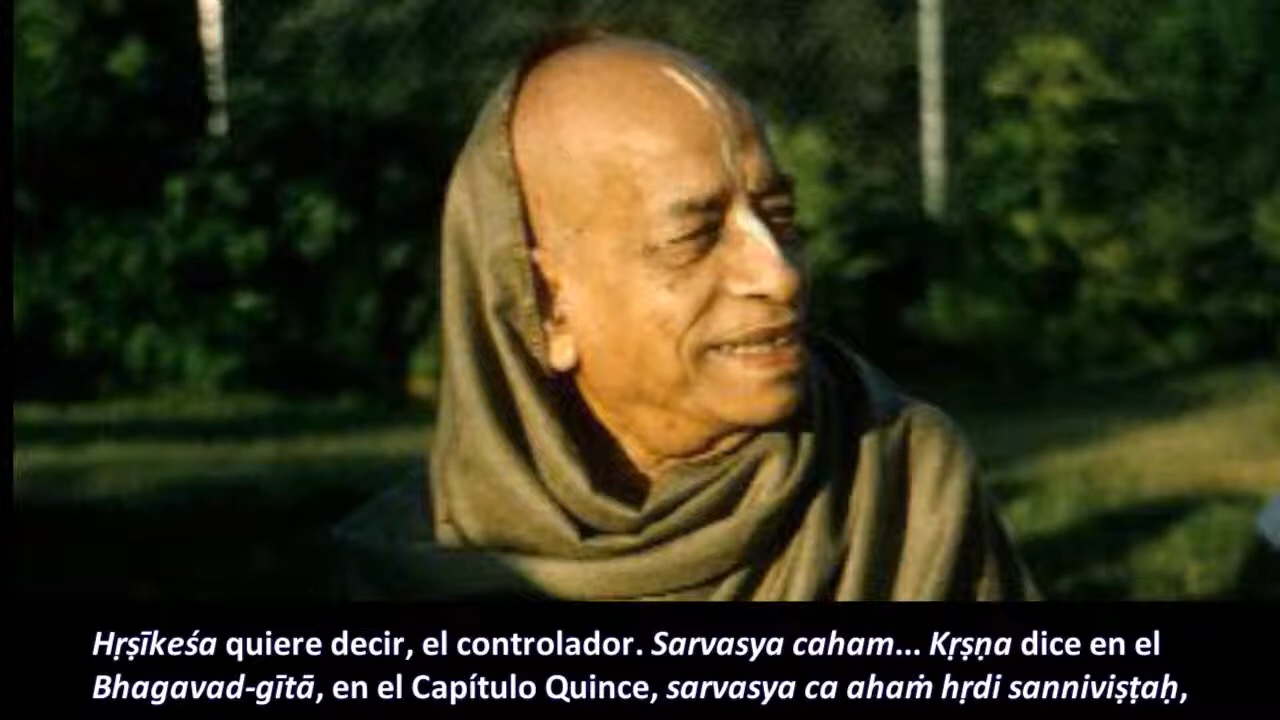 Hṛṣīkeśa quiere decir, el controlador. Sarvasya caham... Kṛṣṇa dice en el
Bhagavad-gītā, en el Capítulo Quince, sarvasya ca ahaṁ hṛdi sanniviṣṭaḥ,